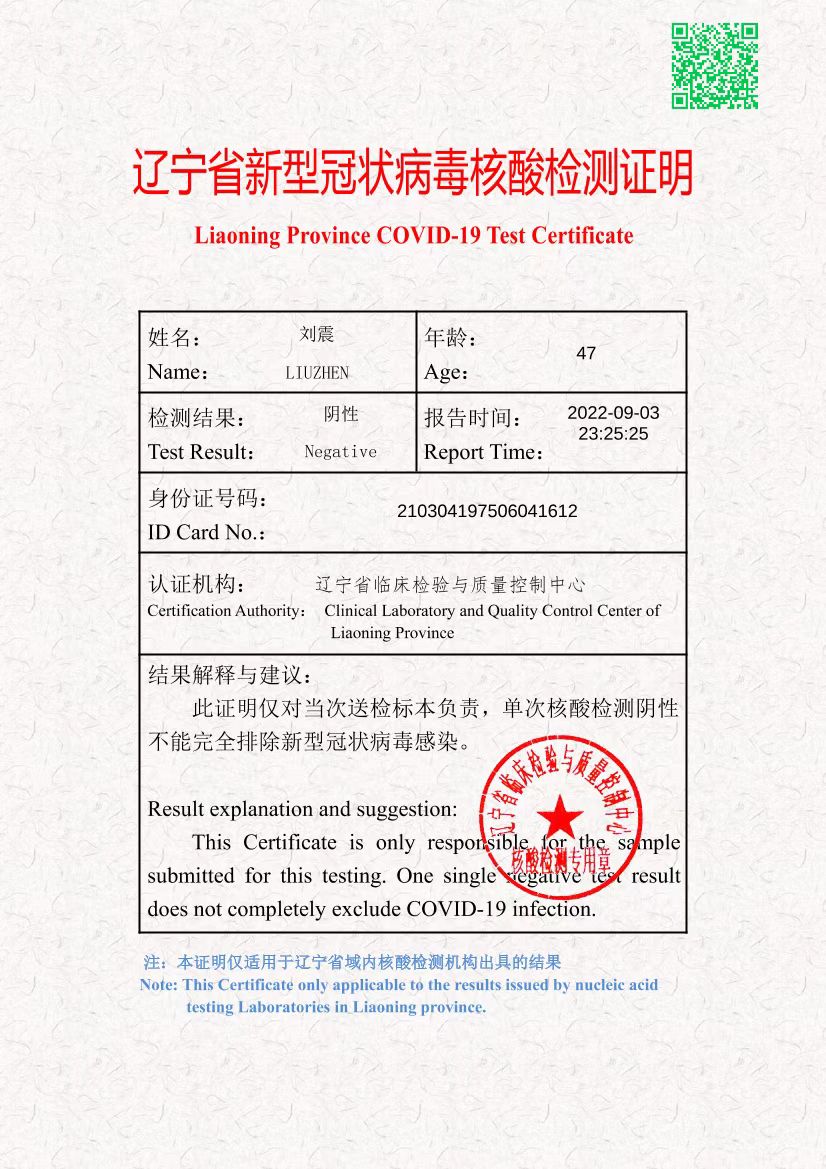 辽宁省新型冠状病毒核酸检测证明
Liaoning Province COVID-19 Test Certificate
姓名： 刘震
Name： LIUZHEN
年龄：
Age： 47
检测结果： 阴性
Test Result： Negative
报告时间： 2022-09-03
Report Time： 23:25:25
身份证号码：
ID Card No.： 210304197506041612
认证机构： 辽宁省临床检验与质量控制中心
Certification Authority： Clinical Laboratory and Quality Control Center of
Liaoning Province
结果解释与建议：
此证明仅对当次送检标本负责，单次核酸检测阴性
不能完全排除新型冠状病毒感染。
Result explanation and suggestion:
This Certificate is only responsible for the sample
submitted for this testing. One single negative test result
does not completely exclude COVID-19 infection.
辽宁省临床检验与质量控制中心
核酸检测专用章
注：本证明仅适用于辽宁省域内核酸检测机构出具的结果
Note: This Certificate only applicable to the results issued by nucleic acid
testing Laboratories in Liaoning province.